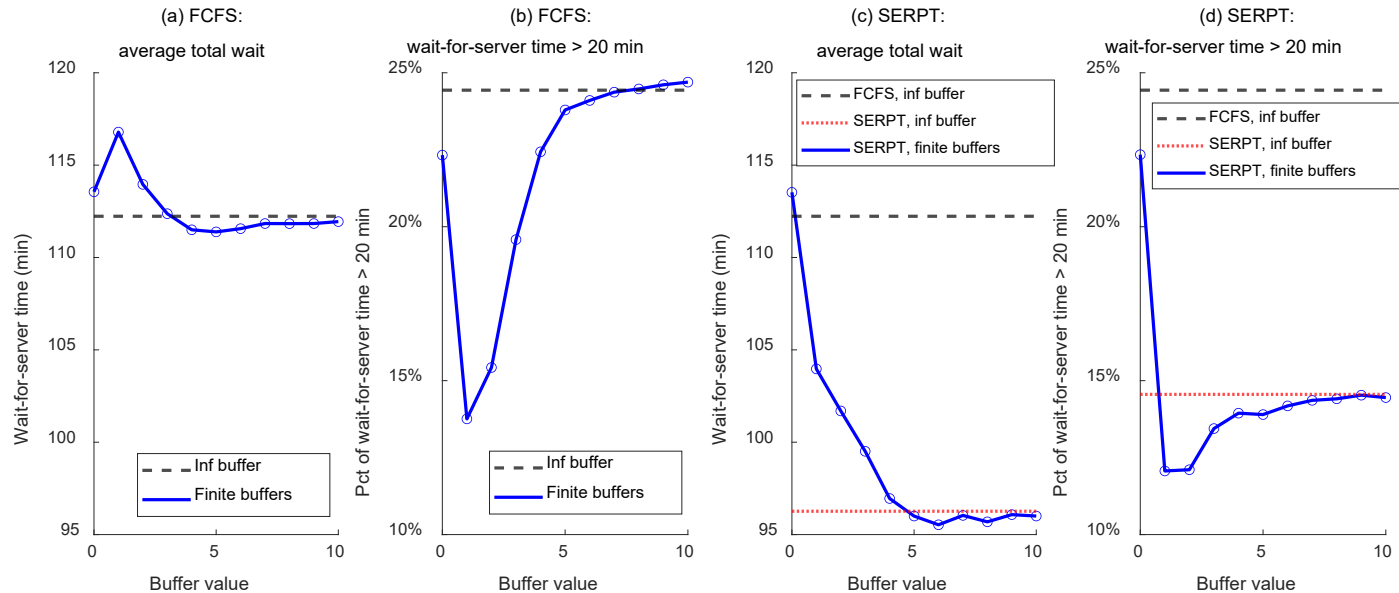 (a) FCFS:
average total wait
120
115
110
105
100
95
Wait-for-server time (min)
Inf buffer
Finite buffers
0
5
10
Buffer value
(b) FCFS:
wait-for-server time > 20 min
25%
20%
15%
10%
Pct of wait-for-server time > 20 min
Inf buffer
Finite buffers
0
5
10
Buffer value
(c) SERPT:
average total wait
120
115
110
105
100
95
Wait-for-server time (min)
FCFS, inf buffer
SERPT, inf buffer
SERPT, finite buffers
0
5
10
Buffer value
(d) SERPT:
wait-for-server time > 20 min
25%
20%
15%
10%
Pct of wait-for-server time > 20 min
FCFS, inf buffer
SERPT, inf buffer
SERPT, finite buffers
0
5
10
Buffer value